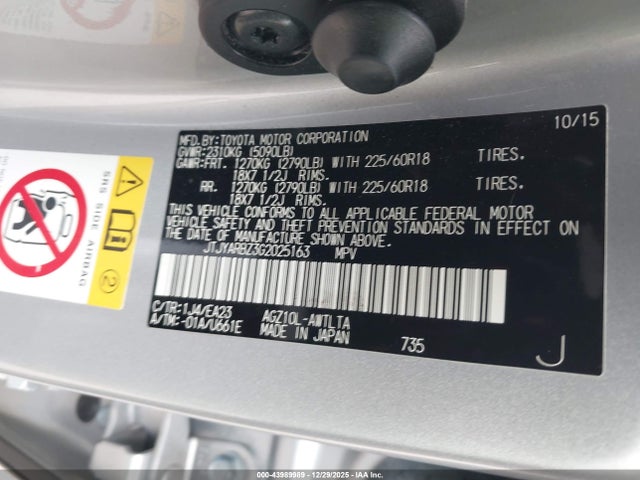 10/15
MFD.BY:TOYOTA MOTOR CORPORATION
GVWR:2310KG (5090LB)
GAWR:FRT. 1270KG (2790LB) WITH 225/60R18 TIRES.
18X7 1/2J RIMS.
RR. 1270KG (2790LB) WITH 225/60R18 TIRES.
18X7 1/2J RIMS.
THIS VEHICLE CONFORMS TO ALL APPLICABLE FEDERAL MOTOR
VEHICLE SAFETY AND THEFT PREVENTION STANDARDS IN EFFECT ON
THE DATE OF MANUFACTURE SHOWN ABOVE.
JTJYARBZ3G2025163 MPV
C/TR:1J4/EA23 AGZ10L-AWTLTA
A/TM:-01A/U661E MADE IN JAPAN 735 J
SRS SIDE AIRBAG
2
000-43989989 - 12/29/2025 - IAA Inc.